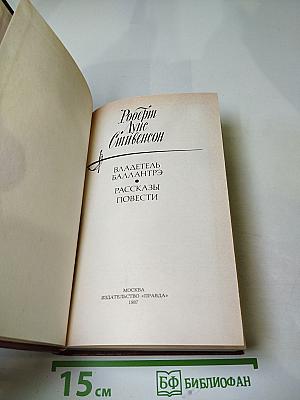 Роберт
Луис
Стивенсон
ВЛАДЕТЕЛЬ
БАЛЛАНТРЭ
•
РАССКАЗЫ
ПОВЕСТИ
МОСКВА
ИЗДАТЕЛЬСТВО «ПРАВДА»
1987
15 см
БФ БИБЛИОФАН